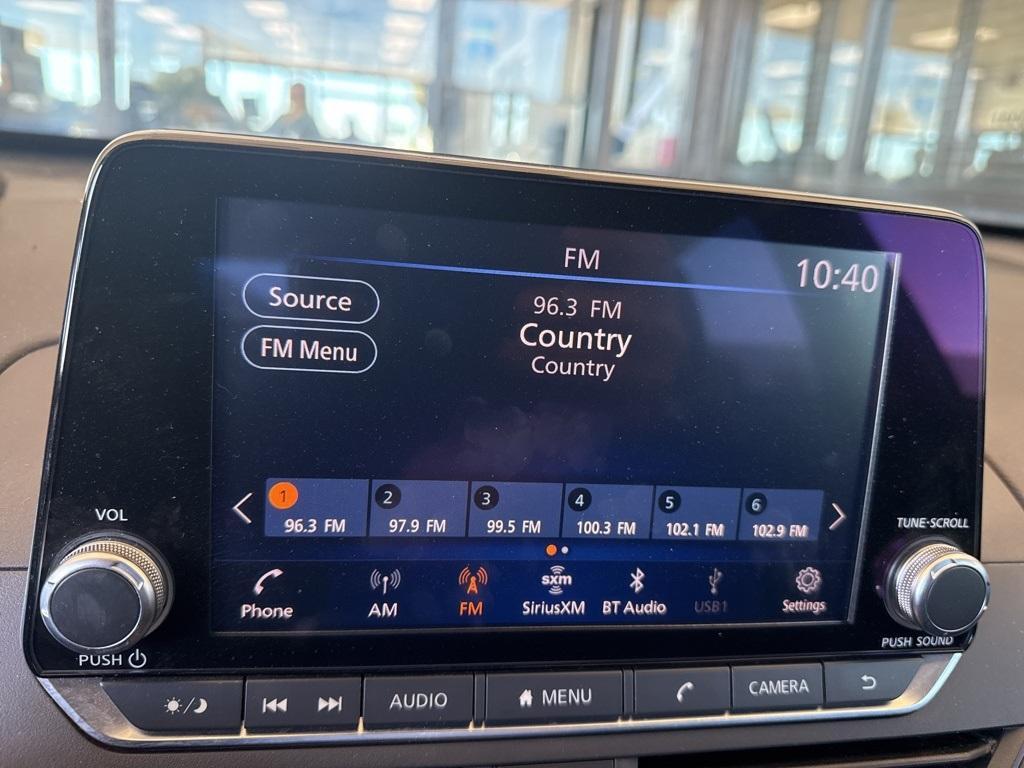 FM
10:40
Source
96.3 FM
Country
FM Menu
Country
1 2 3 4 5 6
96.3 FM 97.9 FM 99.5 FM 100.3 FM 102.1 FM 102.9 FM
VOL
TUNE·SCROLL
sxm
Phone AM FM SiriusXM BT Audio USB1 Settings
PUSH
PUSH SOUND
AUDIO MENU CAMERA